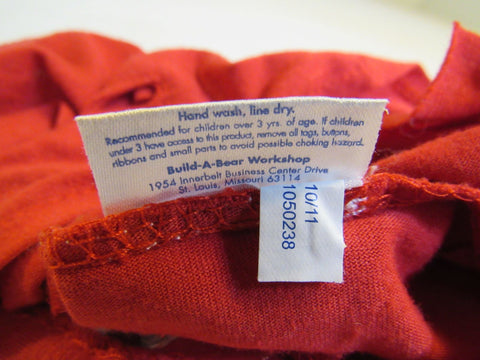 Hand wash, line dry.
Recommended for children over 3 yrs. of age. If children
under 3 have access to this product, remove all tags, buttons,
ribbons and small parts to avoid possible choking hazard.
Build-A-Bear Workshop
1954 Innerbelt Business Center Drive
St. Louis, Missouri 63114
10/11
1050238